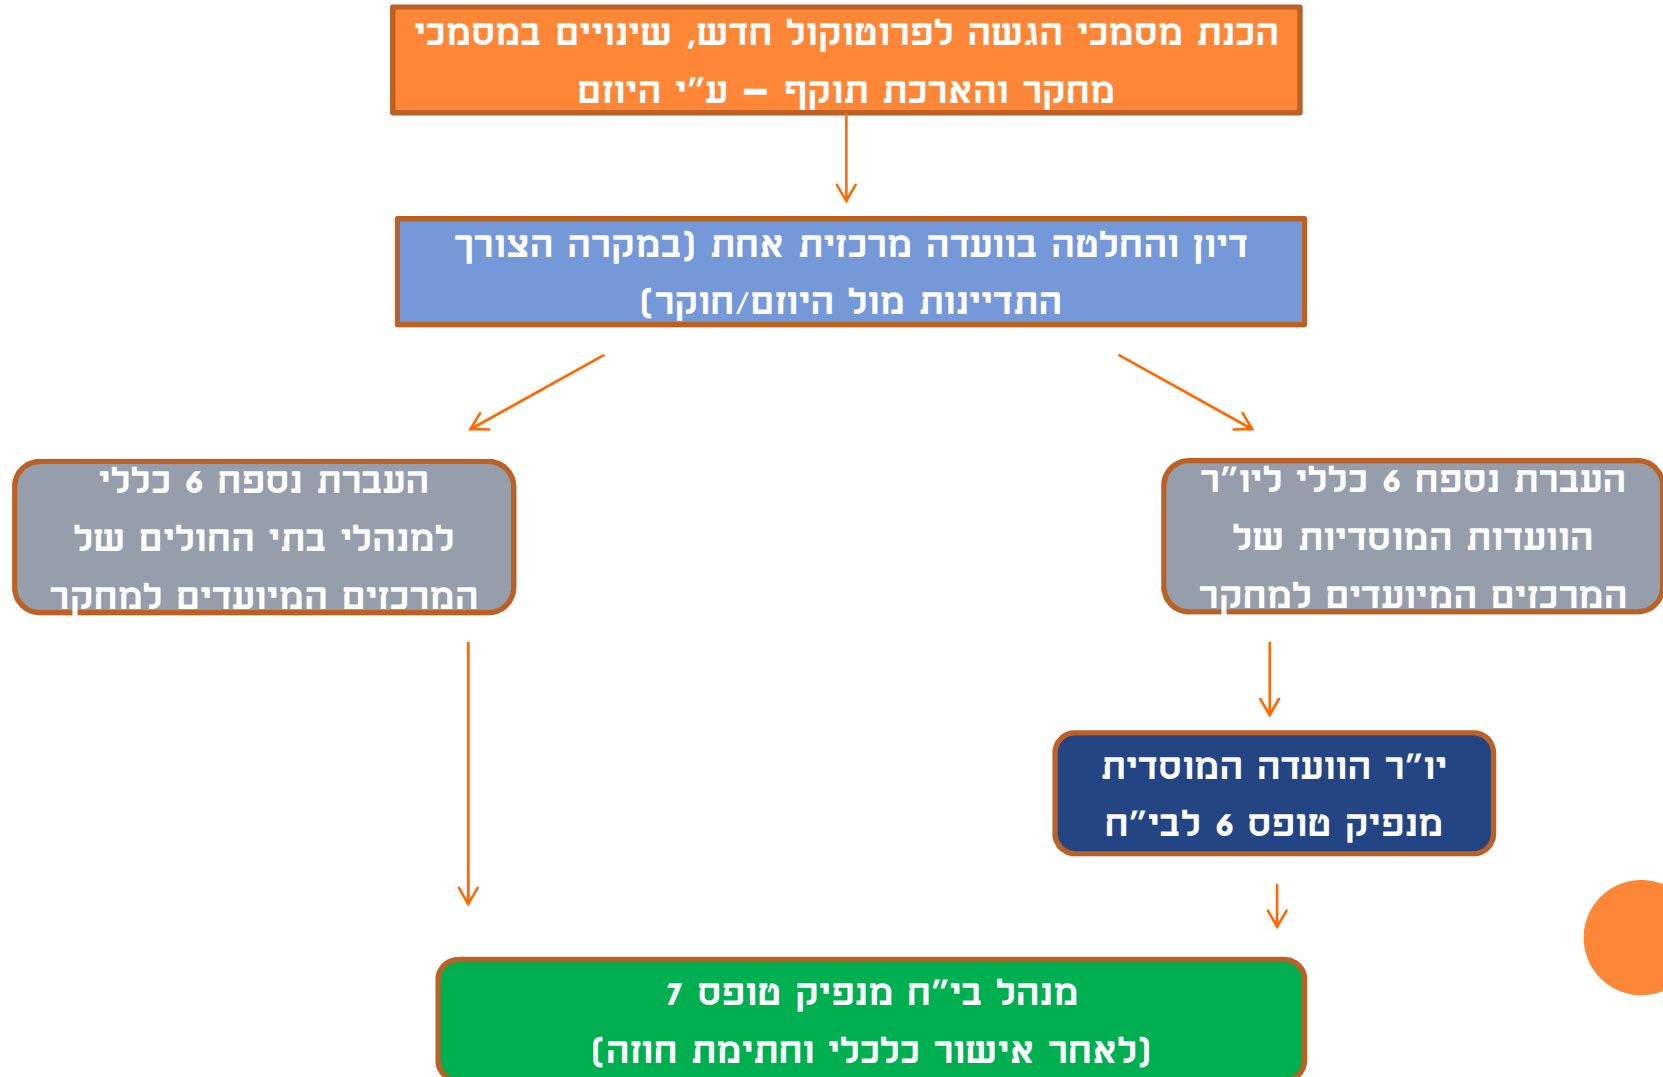 הכנת מסמכי הגשה לפרוטוקול חדש, שינויים במסמכי
מחקר והארכת תוקף – ע״י היוזם
דיון והחלטה בוועדה מרכזית אחת (במקרה הצורך
התדיינות מול היוזם/חוקר)
העברת נספח 6 כללי ליו״ר
הוועדות המוסדיות של
המרכזים המיועדים למחקר
העברת נספח 6 כללי
למנהלי בתי החולים של
המרכזים המיועדים למחקר
יו״ר הוועדה המוסדית
מנפיק טופס 6 לבי״ח
מנהל בי״ח מנפיק טופס 7
(לאחר אישור כלכלי וחתימת חוזה)